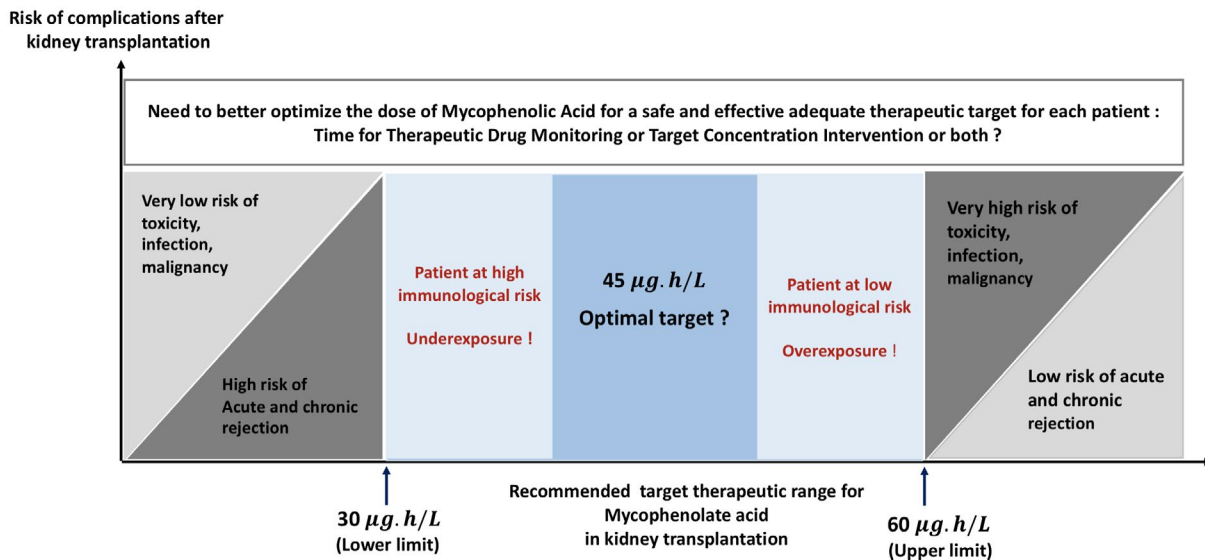 Risk of complications after
kidney transplantation
Need to better optimize the dose of Mycophenolic Acid for a safe and effective adequate therapeutic target for each patient :
Time for Therapeutic Drug Monitoring or Target Concentration Intervention or both ?
Very low risk of
toxicity,
infection,
malignancy
High risk of
Acute and chronic
rejection
Patient at high
immunological risk
Underexposure !
45 μg. h/L
Optimal target ?
Patient at low
immunological risk
Overexposure !
Very high risk of
toxicity,
infection,
malignancy
Low risk of acute
and chronic
rejection
30 μg. h/L
(Lower limit)
Recommended target therapeutic range for
Mycophenolate acid
in kidney transplantation
60 μg. h/L
(Upper limit)